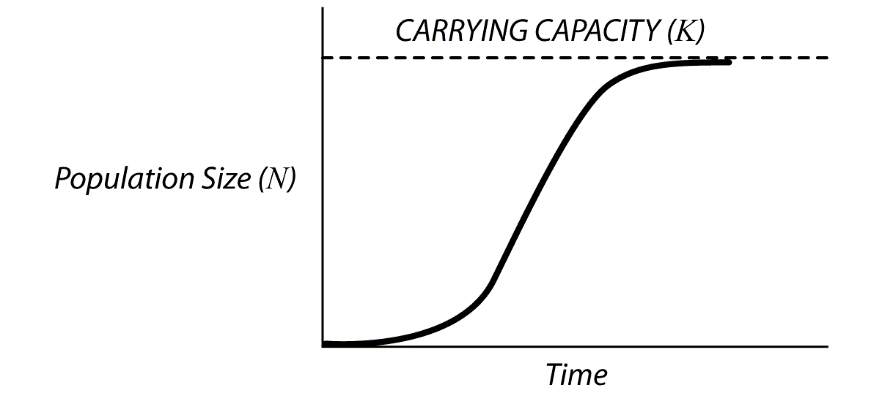 CARRYING CAPACITY (K)
Population Size (N)
Time